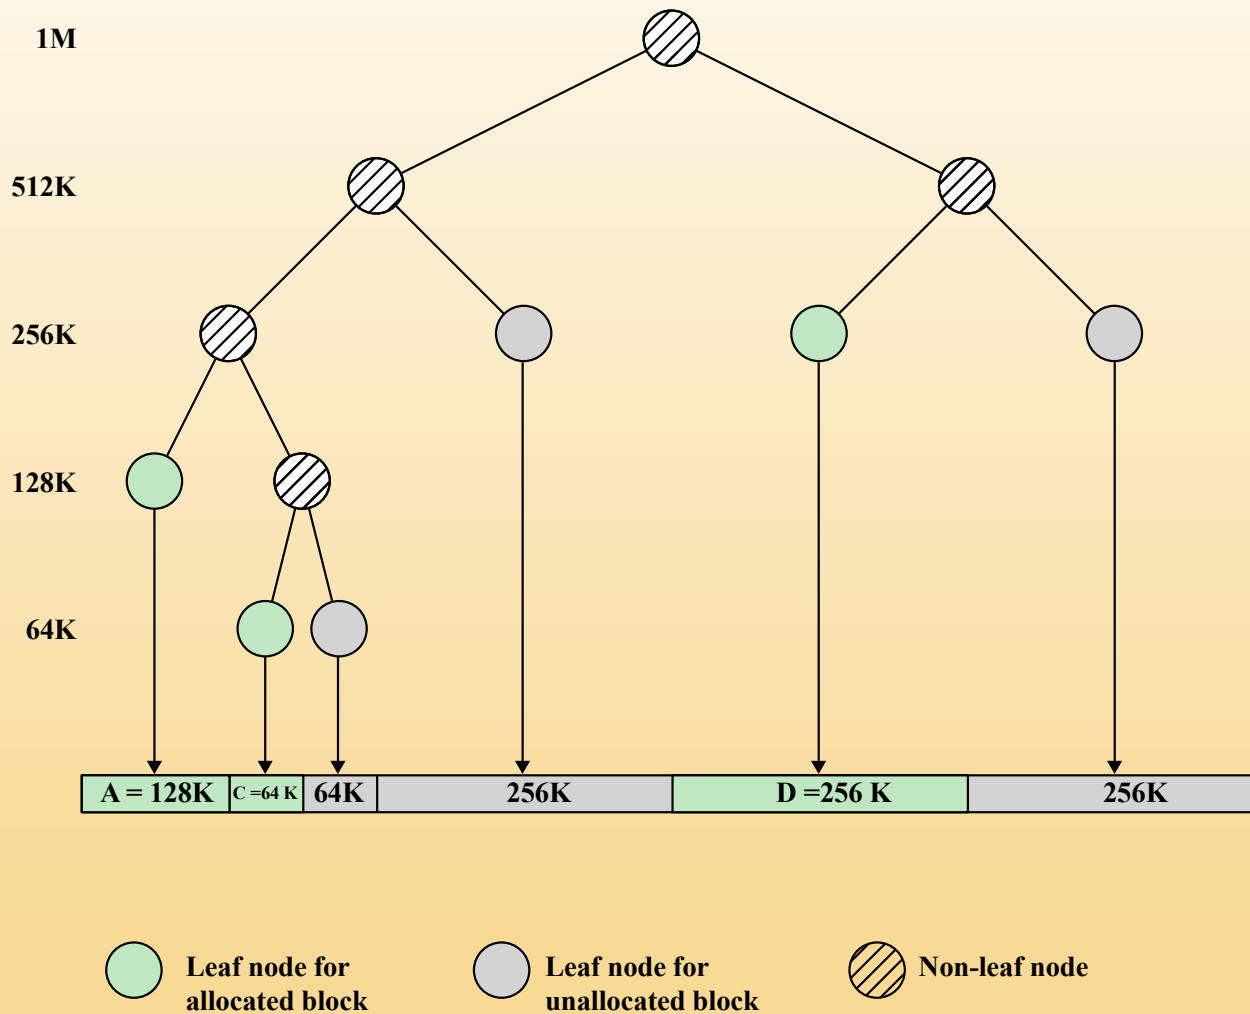 1M
512K
256K
128K
64K
A = 128K
C =64 K
64K
256K
D =256 K
256K
Leaf node for
allocated block
Leaf node for
unallocated block
Non-leaf node